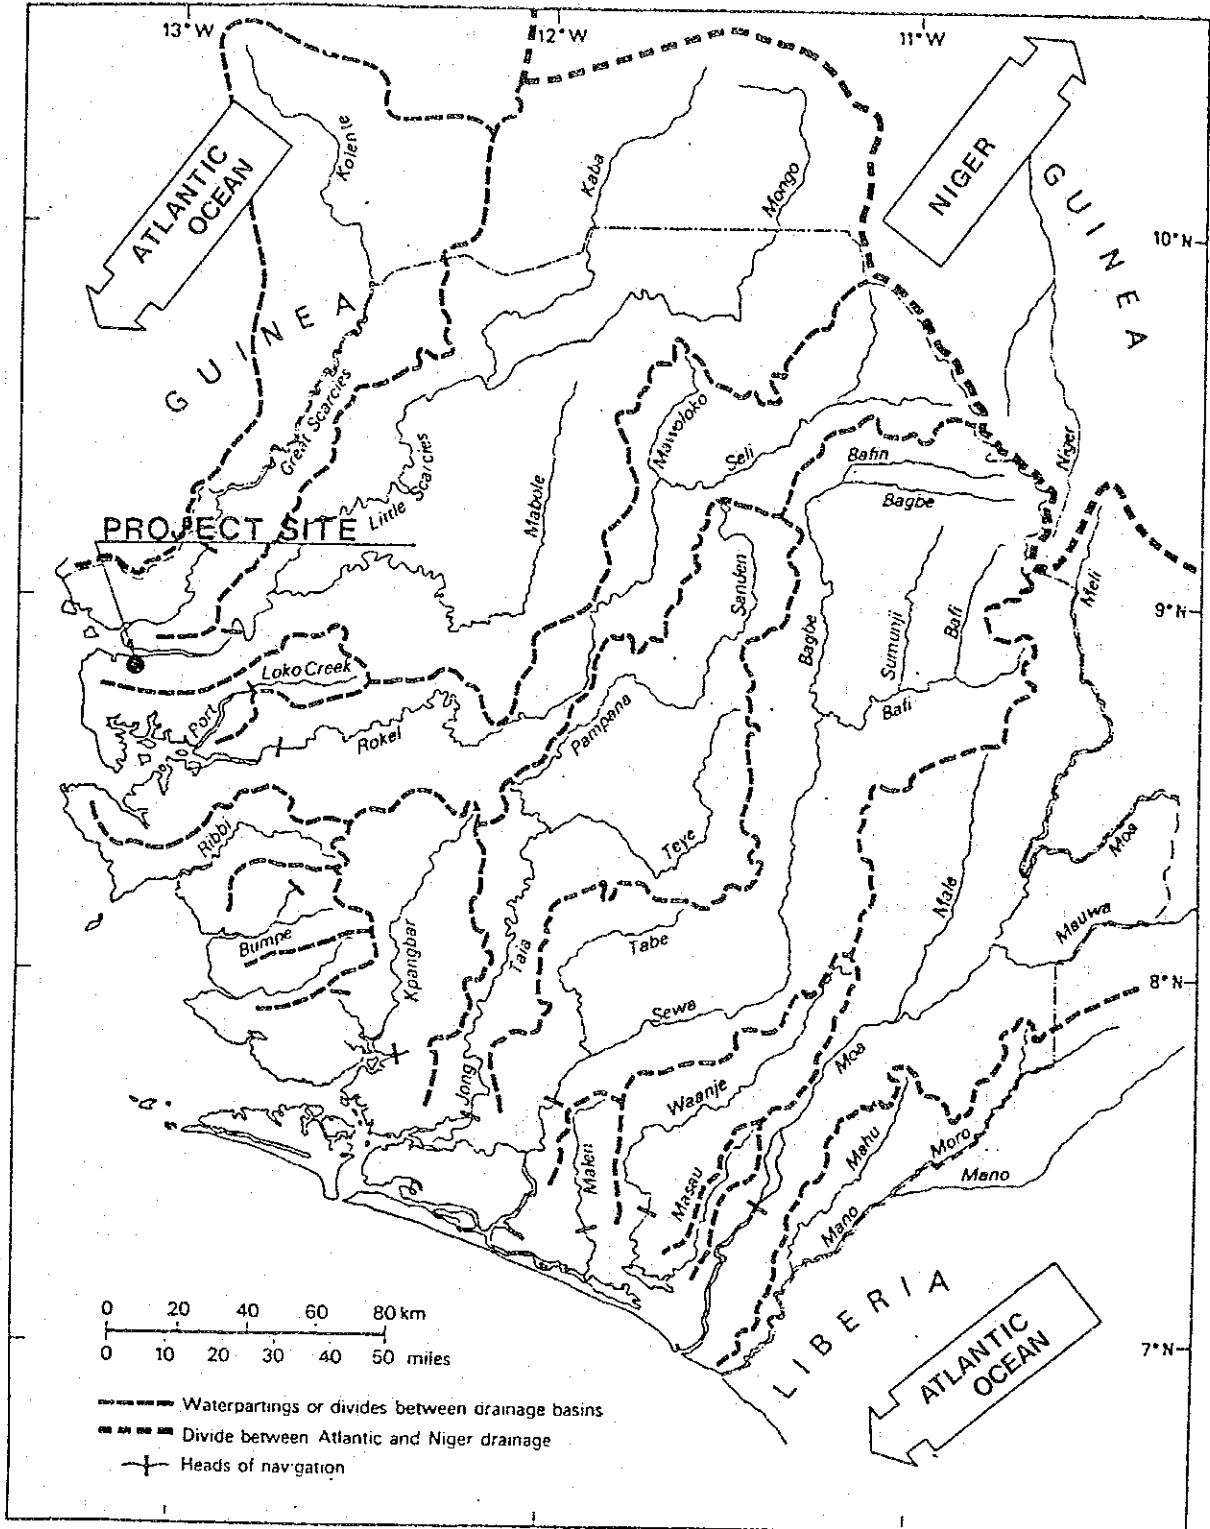 13°W
12°W
11°W
ATLANTIC
OCEAN
Kolente
Kaba
Mongo
NIGER
GUINEA
10°N
GUINEA
Great Scarcies
Little
Scarcies
Mabole
Mawoloko
Seli
Bafin
Bagbe
Niger
PROJECT SITE
Sanden
Bagbe
Sumunji
Bafi
Meli
9°N
Loko Creek
Port
Rokel
Pampana
Bafi
Ribbi
Teye
Moa
Male
Mauwa
Bumpe
Kpangbar
Taia
Tabe
8°N
Sewa
Jong
Waanje
Moa
Malen
Masau
Mahu
Moro
Mano
Mano
LIBERIA
ATLANTIC
OCEAN
7°N
0 20 40 60 80 km
0 10 20 30 40 50 miles
Waterpartings or divides between drainage basins
Divide between Atlantic and Niger drainage
Heads of navigation